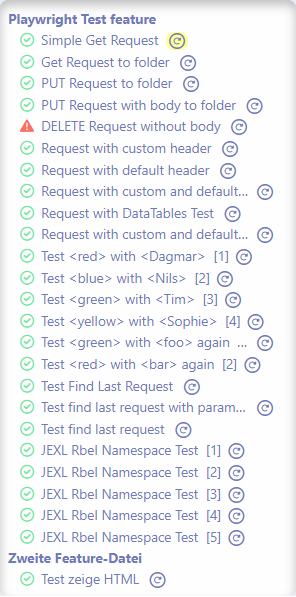 Playwright Test feature
Simple Get Request
Get Request to folder
PUT Request to folder
PUT Request with body to folder
DELETE Request without body
Request with custom header
Request with default header
Request with custom and default...
Request with DataTables Test
Request with custom and default...
Test <red> with <Dagmar> [1]
Test <blue> with <Nils> [2]
Test <green> with <Tim> [3]
Test <yellow> with <Sophie> [4]
Test <green> with <foo> again ...
Test <red> with <bar> again [2]
Test Find Last Request
Test find last request with param...
Test find last request
JEXL Rbel Namespace Test [1]
JEXL Rbel Namespace Test [2]
JEXL Rbel Namespace Test [3]
JEXL Rbel Namespace Test [4]
JEXL Rbel Namespace Test [5]
Zweite Feature-Datei
Test zeige HTML